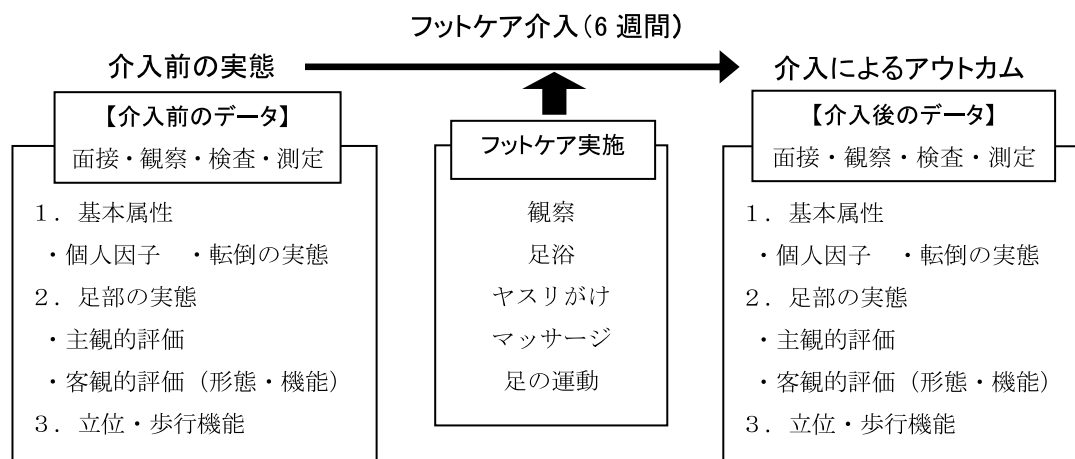 フットケア介入(6 週間)
介入前の実態
介入によるアウトカム
【介入前のデータ】
面接・観察・検査・測定
1. 基本属性
・個人因子 ・転倒の実態
2. 足部の実態
・主観的評価
・客観的評価(形態・機能)
3. 立位・歩行機能
フットケア実施
観察
足浴
ヤスリがけ
マッサージ
足の運動
【介入後のデータ】
面接・観察・検査・測定
1. 基本属性
・個人因子 ・転倒の実態
2. 足部の実態
・主観的評価
・客観的評価(形態・機能)
3. 立位・歩行機能